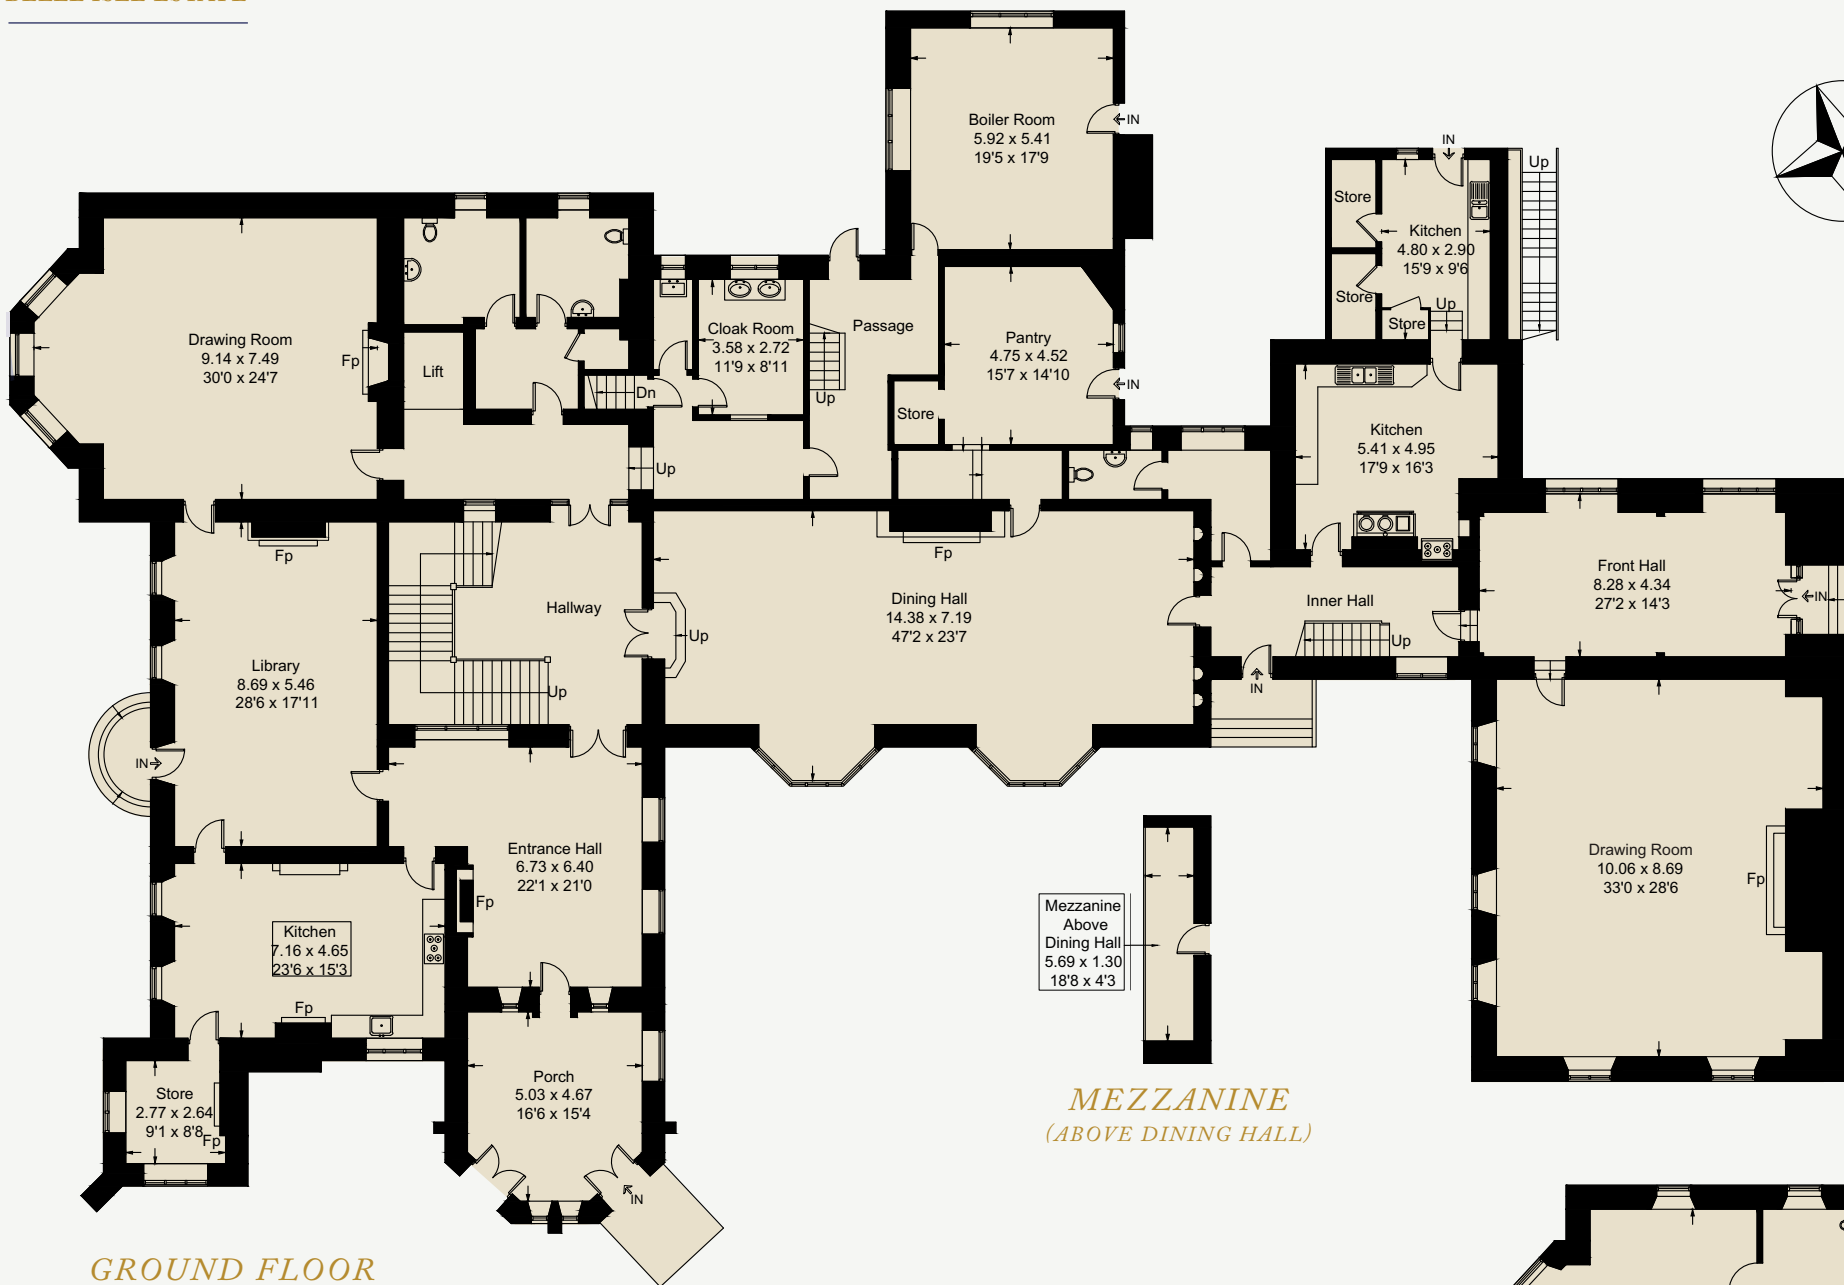 IN
Boiler Room
5.92 x 5.41
19'5 x 17'9
IN
Up
Store
Kitchen
4.80 x 2.90
15'9 x 9'6
Store
Up
Store
Drawing Room
9.14 x 7.49
30'0 x 24'7
Fp
Lift
Cloak Room
3.58 x 2.72
11'9 x 8'11
Dn
Passage
Up
Pantry
4.75 x 4.52
15'7 x 14'10
IN
Store
Up
Kitchen
5.41 x 4.95
17'9 x 16'3
Fp
Fp
Front Hall
8.28 x 4.34
27'2 x 14'3
IN
Hallway
Up
Up
Dining Hall
14.38 x 7.19
47'2 x 23'7
Inner Hall
Up
IN
Library
8.69 x 5.46
28'6 x 17'11
IN
Entrance Hall
6.73 x 6.40
22'1 x 21'0
Fp
Drawing Room
10.06 x 8.69
33'0 x 28'6
Fp
Kitchen
7.16 x 4.65
23'6 x 15'3
Fp
Mezzanine
Above
Dining Hall
5.69 x 1.30
18'8 x 4'3
Store
2.77 x 2.64
9'1 x 8'8
Fp
Porch
5.03 x 4.67
16'6 x 15'4
IN
MEZZANINE
(ABOVE DINING HALL)
GROUND FLOOR